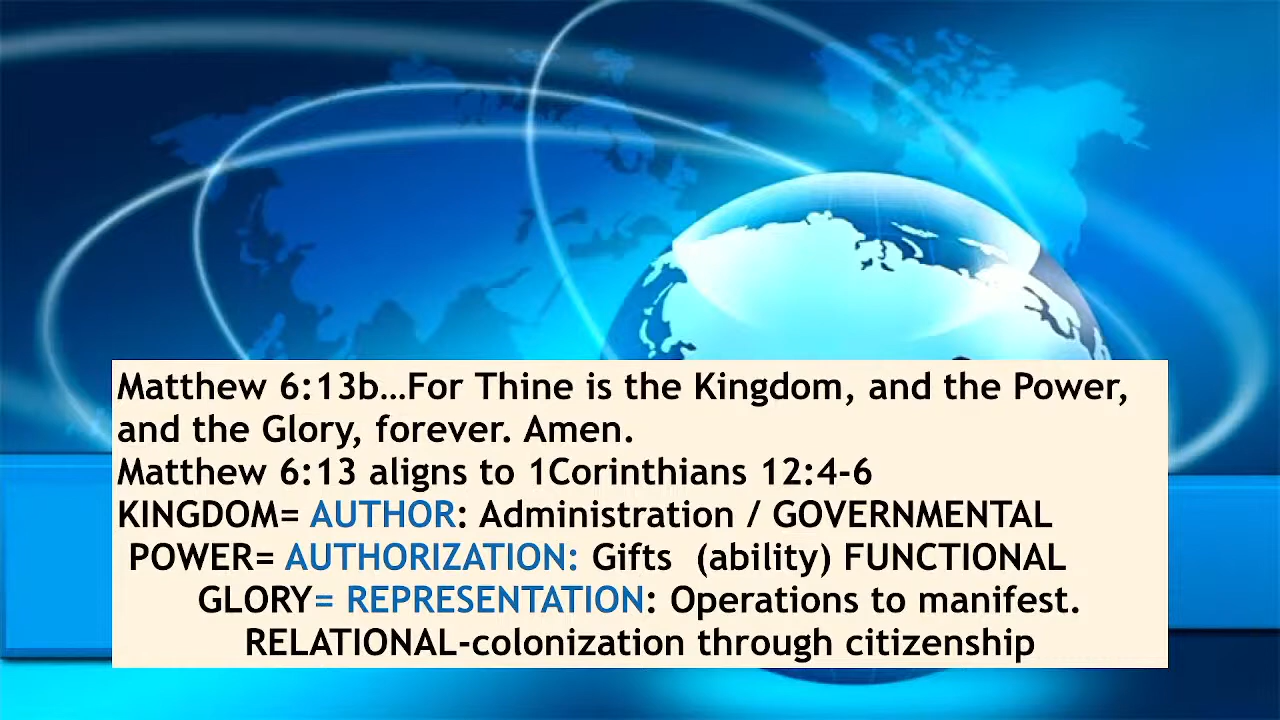 Matthew 6:13b...For Thine is the Kingdom, and the Power,
and the Glory, forever. Amen.
Matthew 6:13 aligns to 1Corinthians 12:4-6
KINGDOM= AUTHOR: Administration / GOVERNMENTAL
POWER= AUTHORIZATION: Gifts (ability) FUNCTIONAL
GLORY= REPRESENTATION: Operations to manifest.
RELATIONAL-colonization through citizenship